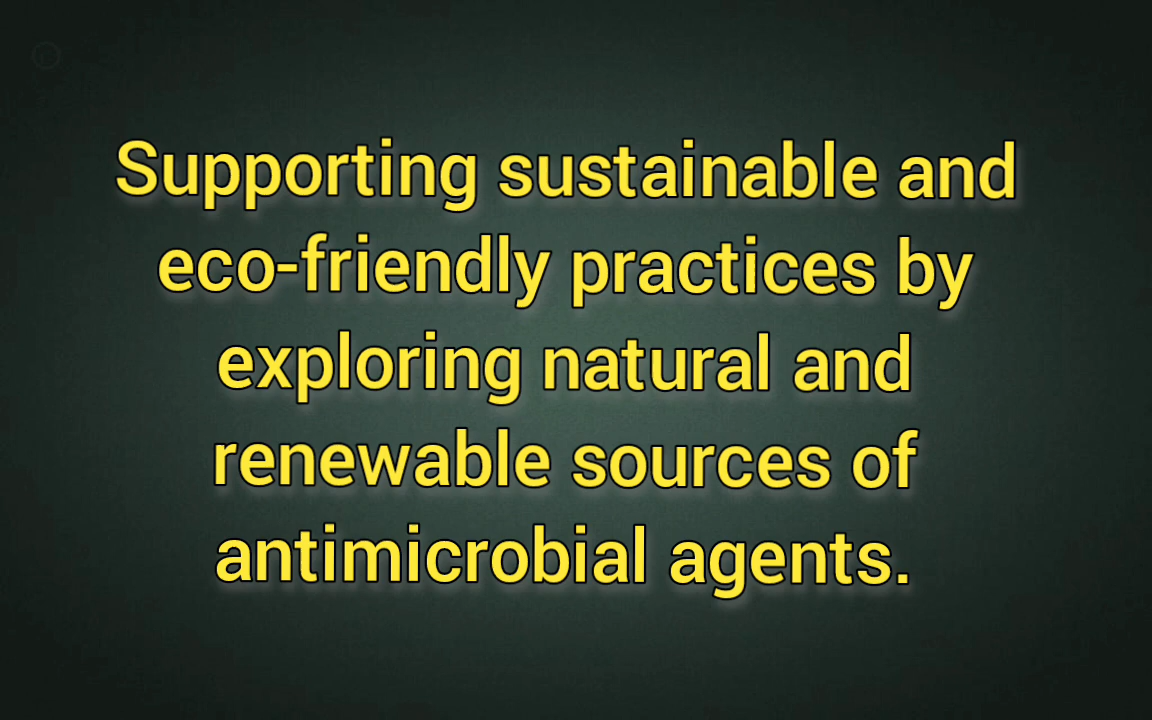 Supporting sustainable and
eco-friendly practices by
exploring natural and
renewable sources of
antimicrobial agents.